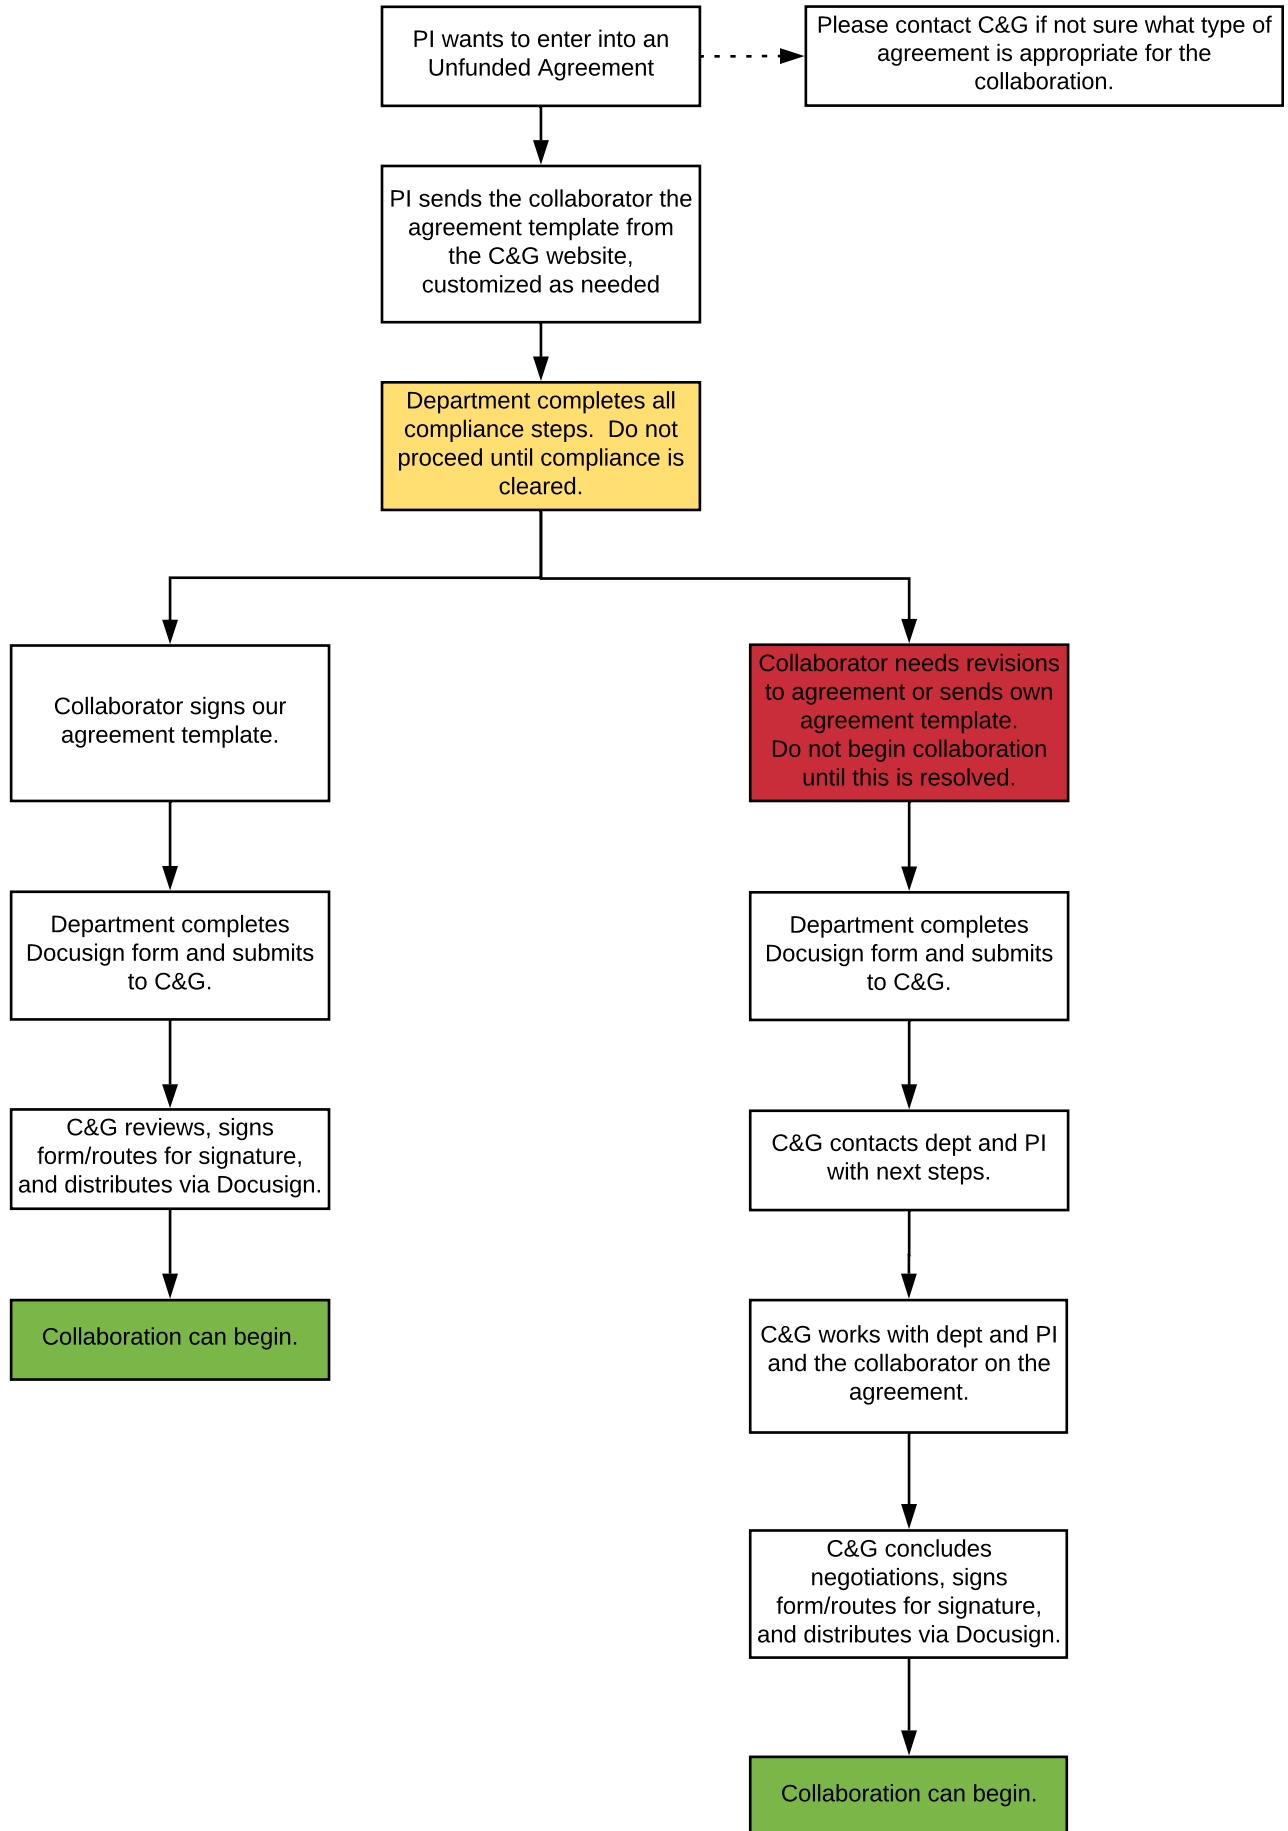 PI wants to enter into an
Unfunded Agreement
Please contact C&G if not sure what type of
agreement is appropriate for the
collaboration.
PI sends the collaborator the
agreement template from
the C&G website,
customized as needed
Department completes all
compliance steps.  Do not
proceed until compliance is
cleared.
Collaborator signs our
agreement template.
Collaborator needs revisions
to agreement or sends own
agreement template.
Do not begin collaboration
until this is resolved.
Department completes
Docusign form and submits
to C&G.
Department completes
Docusign form and submits
to C&G.
C&G reviews, signs
form/routes for signature,
and distributes via Docusign.
C&G contacts dept and PI
with next steps.
Collaboration can begin.
C&G works with dept and PI
and the collaborator on the
agreement.
C&G concludes
negotiations, signs
form/routes for signature,
and distributes via Docusign.
Collaboration can begin.